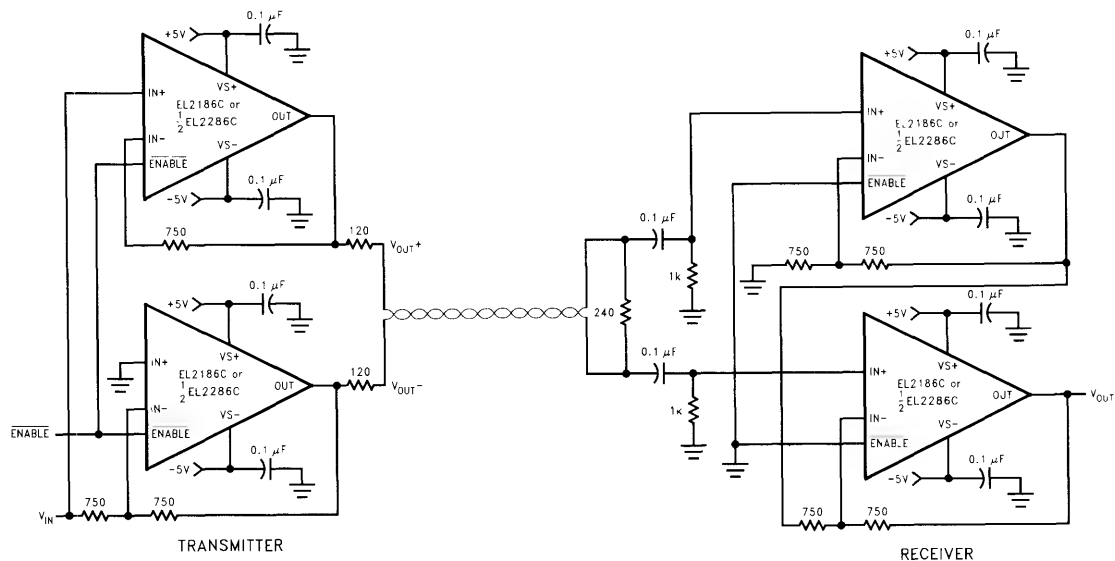 0.1 µF
+5V
VS+
IN+
EL2186C or
1/2 EL2286C
OUT
IN-
VS-
ENABLE
0.1 µF
-5V
750
120
VOUT+
0.1 µF
+5V
VS+
IN+
EL2186C or
1/2 EL2286C
OUT
120
VOUT-
IN-
VS-
ENABLE
ENABLE
0.1 µF
-5V
750
750
VIN
TRANSMITTER
0.1 µF
1k
240
0.1 µF
1k
0.1 µF
+5V
VS+
IN+
EL2186C or
1/2 EL2286C
OUT
IN-
VS-
ENABLE
0.1 µF
-5V
750
750
0.1 µF
+5V
VS+
IN+
EL2186C or
1/2 EL2286C
OUT
VOUT
IN-
VS-
ENABLE
0.1 µF
-5V
750
750
RECEIVER